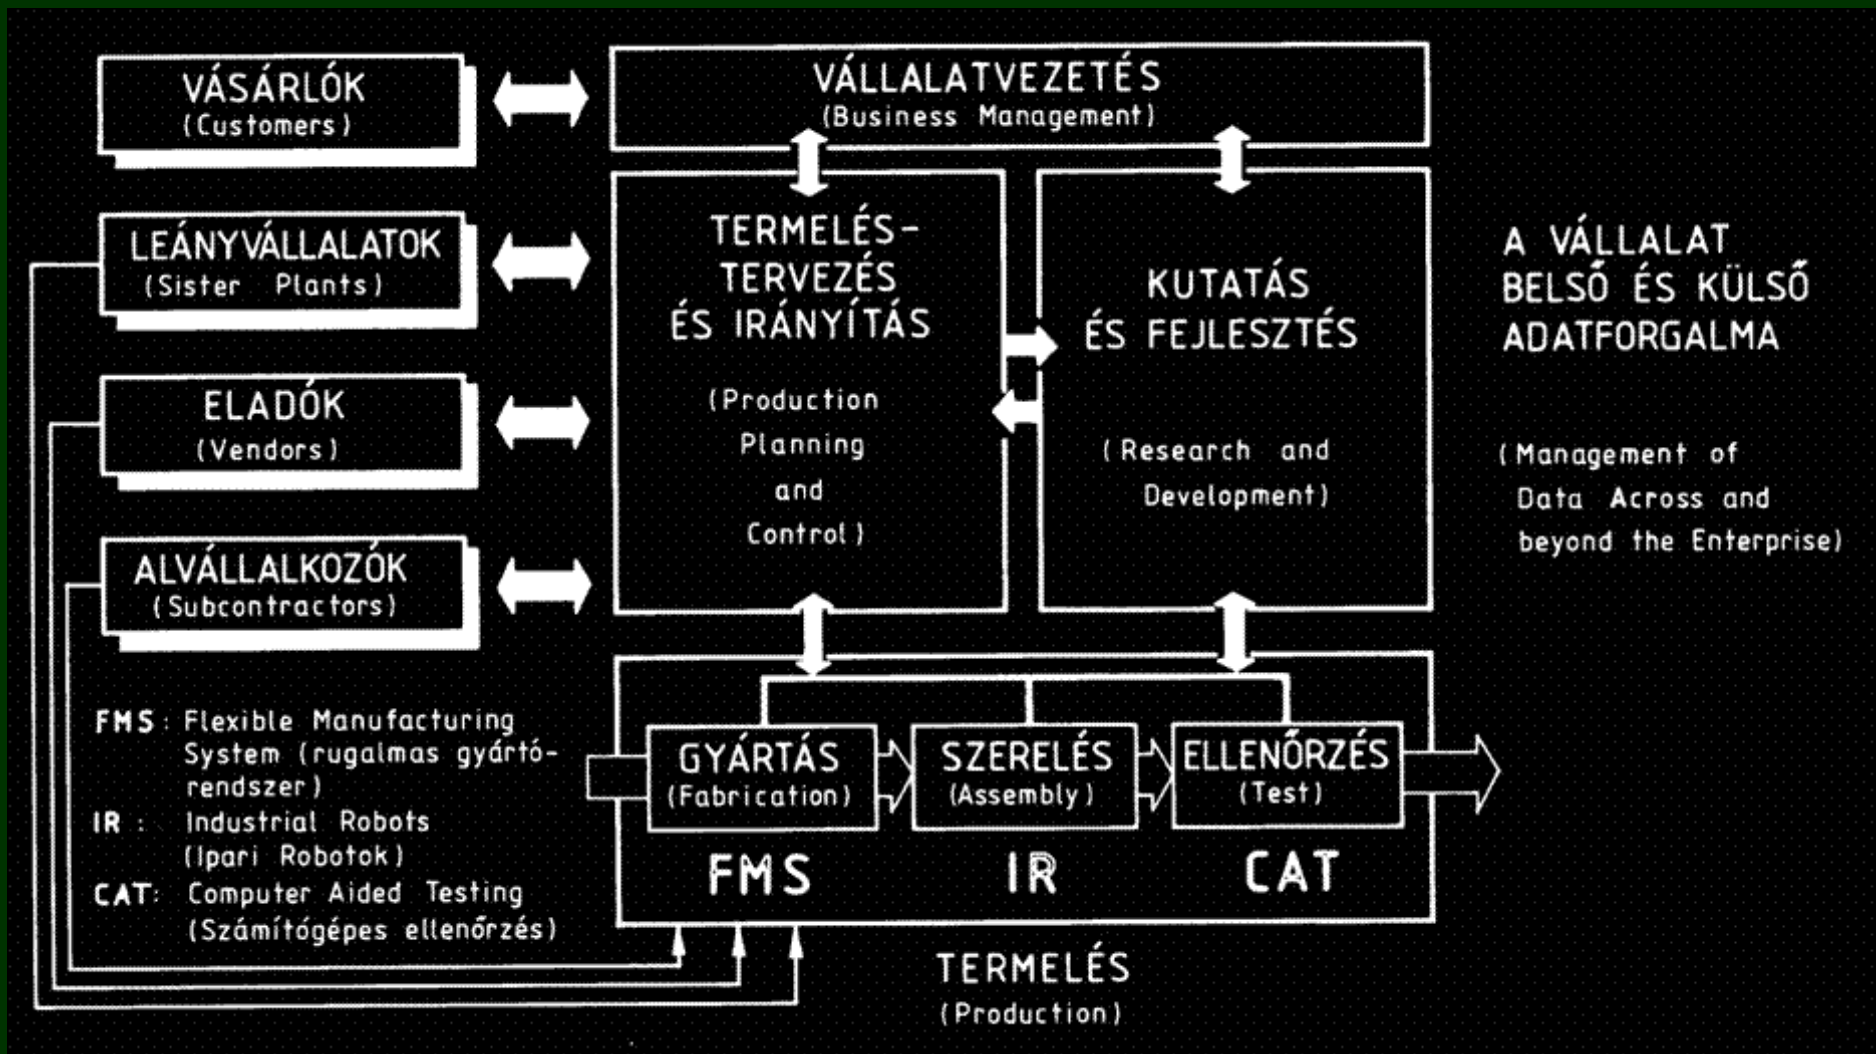 VÁSÁRLÓK
(Customers)
LEÁNYVÁLLALATOK
(Sister Plants)
ELADÓK
(Vendors)
ALVÁLLALKOZÓK
(Subcontractors)
VÁLLALATVEZETÉS
(Business Management)
TERMELÉS-
TERVEZÉS
ÉS IRÁNYÍTÁS
(Production
Planning
and
Control)
KUTATÁS
ÉS FEJLESZTÉS
(Research and
Development)
A VÁLLALAT
BELSŐ ÉS KÜLSŐ
ADATFORGALMA
(Management of
Data Across and
beyond the Enterprise)
FMS: Flexible Manufacturing
System (rugalmas gyártó-
rendszer)
IR: Industrial Robots
(Ipari Robotok)
CAT: Computer Aided Testing
(Számítógépes ellenőrzés)
GYÁRTÁS
(Fabrication)
FMS
SZERELÉS
(Assembly)
IR
ELLENŐRZÉS
(Test)
CAT
TERMELÉS
(Production)